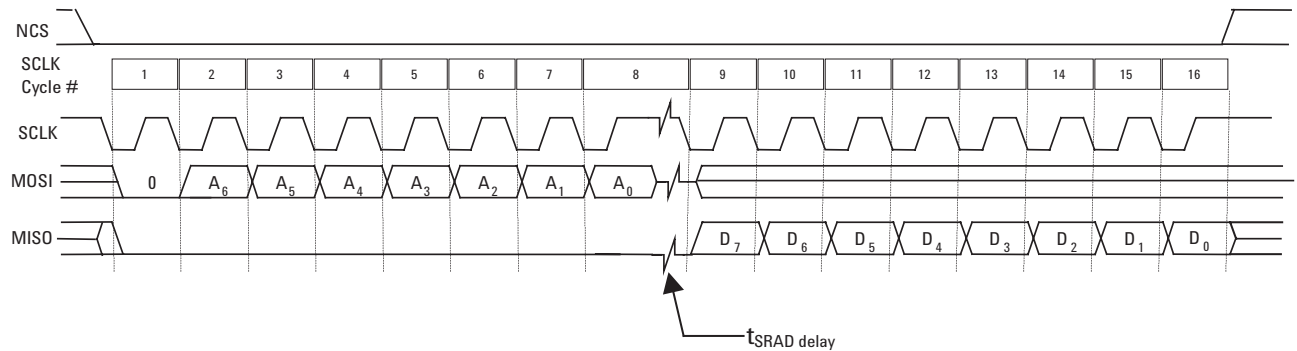 NCS
SCLK
Cycle #
1 2 3 4 5 6 7 8 9 10 11 12 13 14 15 16
SCLK
MOSI 0 A6 A5 A4 A3 A2 A1 A0
MISO D7 D6 D5 D4 D3 D2 D1 D0
tSRAD delay